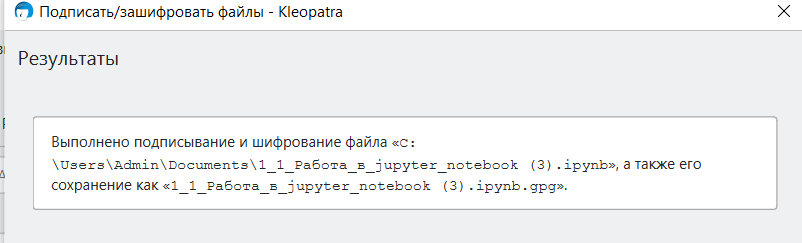 Подписать/зашифровать файлы - Kleopatra
Результаты
Выполнено подписывание и шифрование файла «C:
\Users\Admin\Documents\1_1_Работа_в_jupyter_notebook (3).ipynb», а также его
сохранение как «1_1_Работа_в_jupyter_notebook (3).ipynb.gpg».